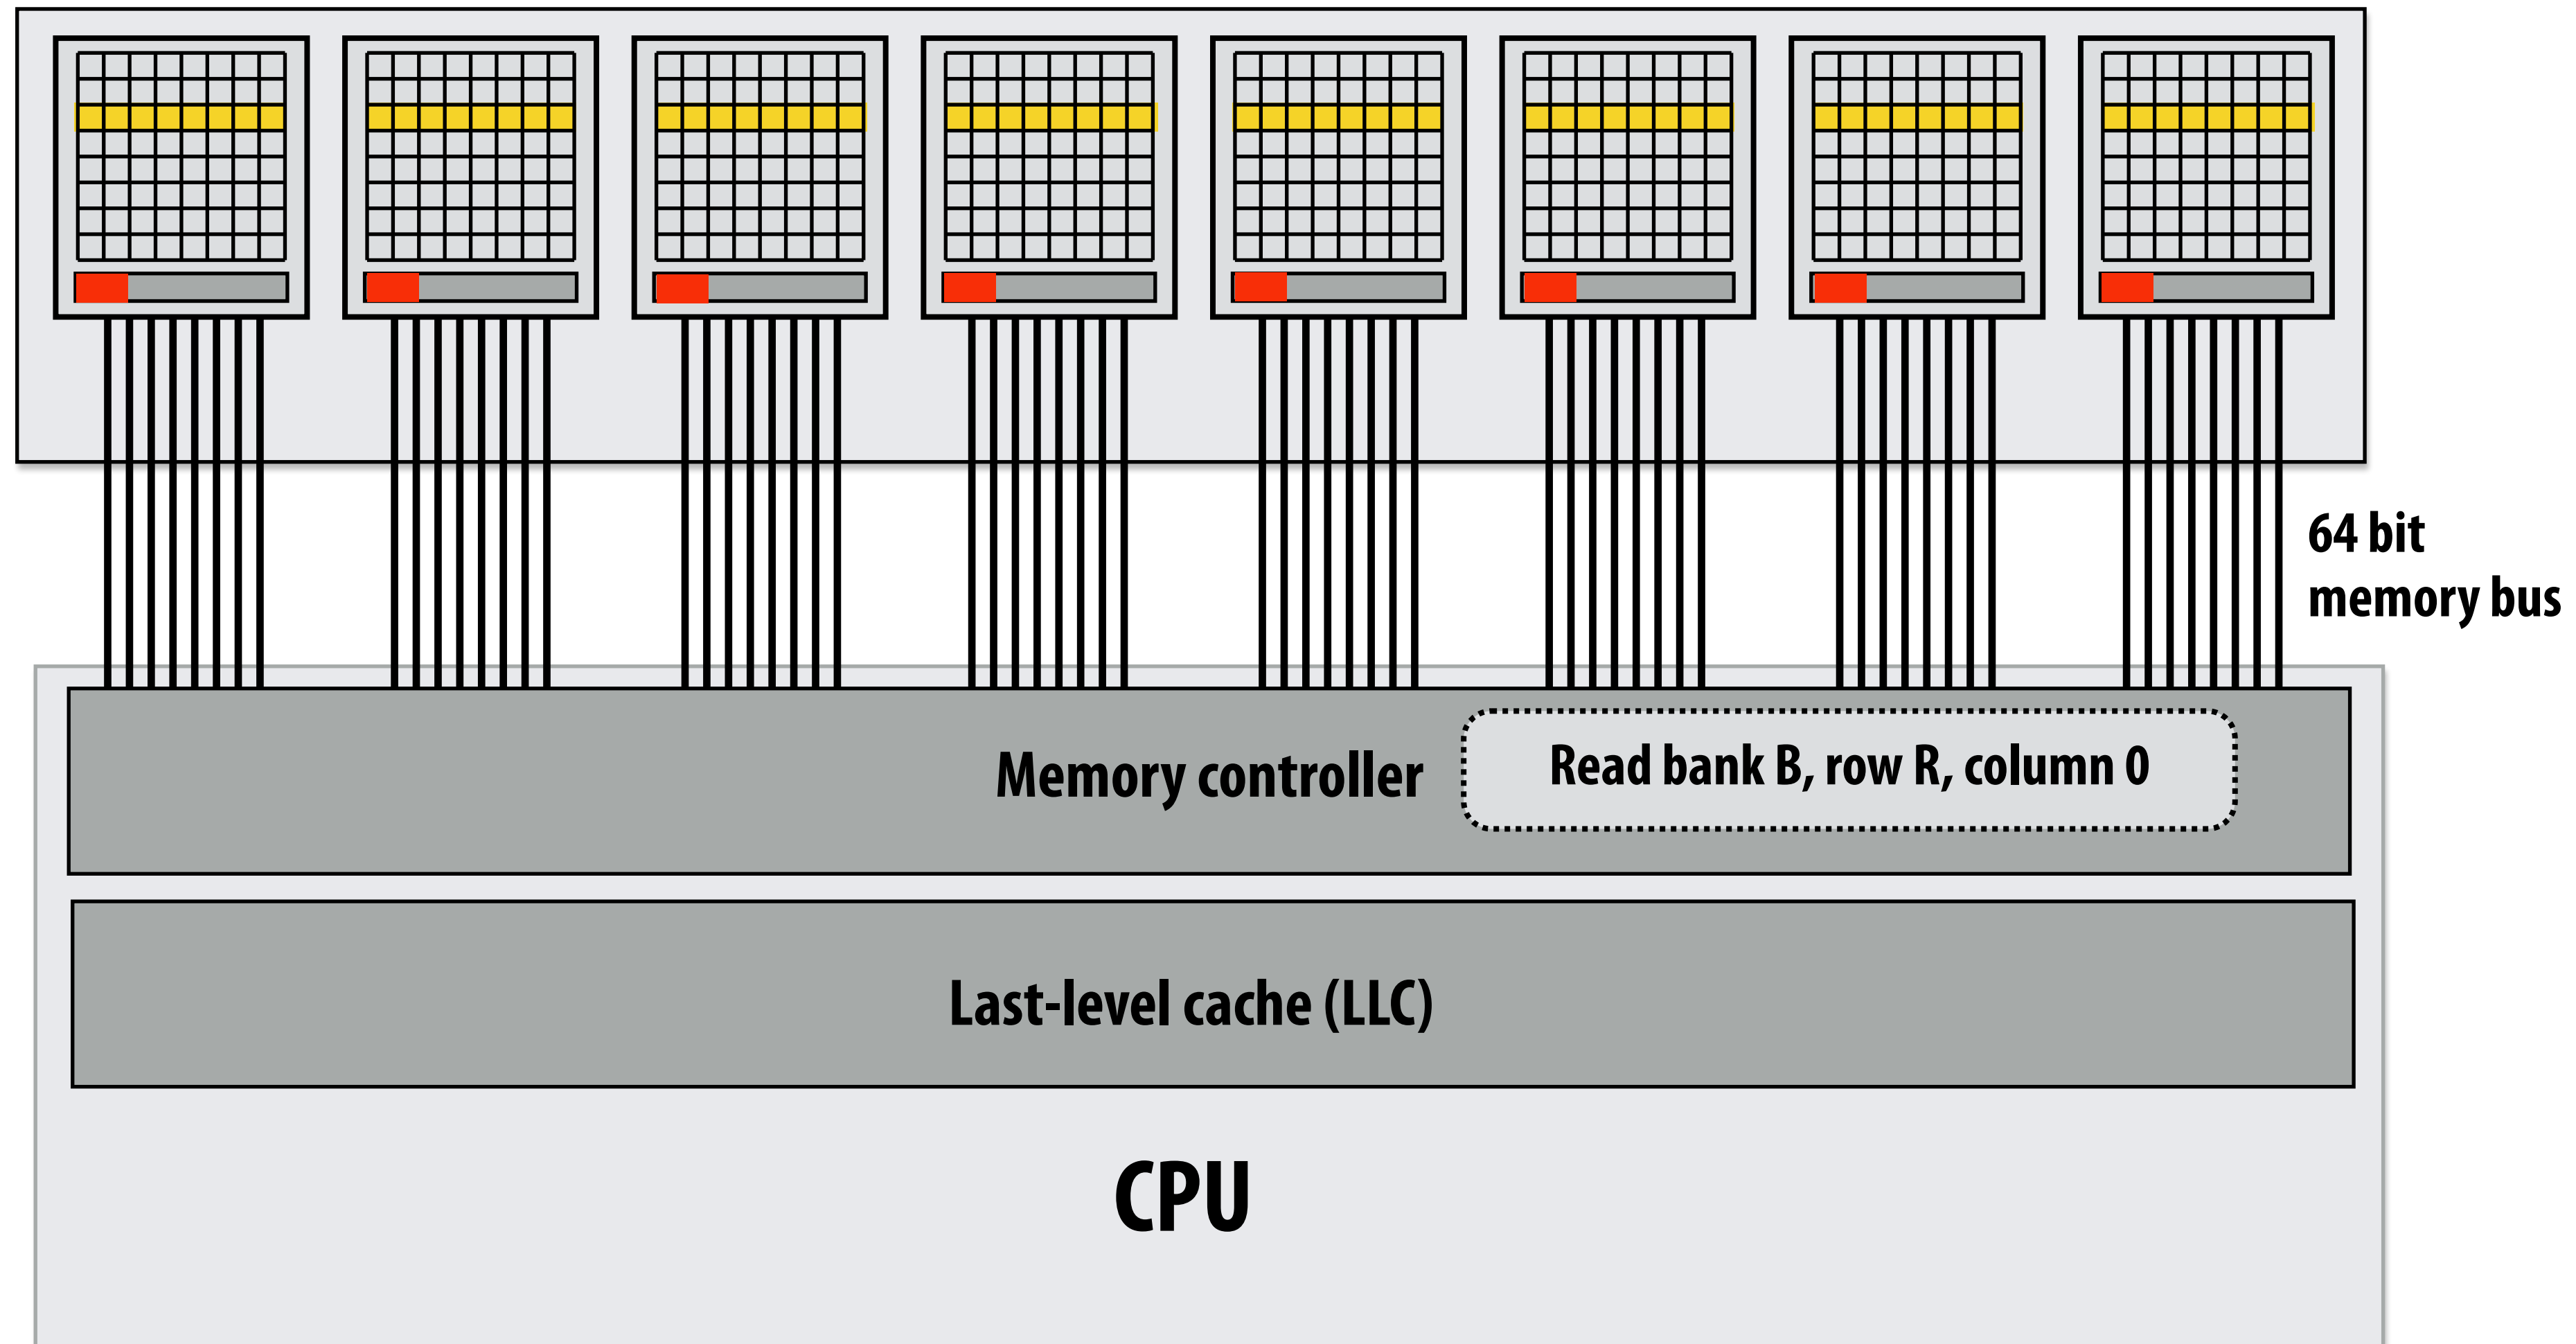 64 bit
memory bus
Memory controller
Read bank B, row R, column 0
Last-level cache (LLC)
CPU